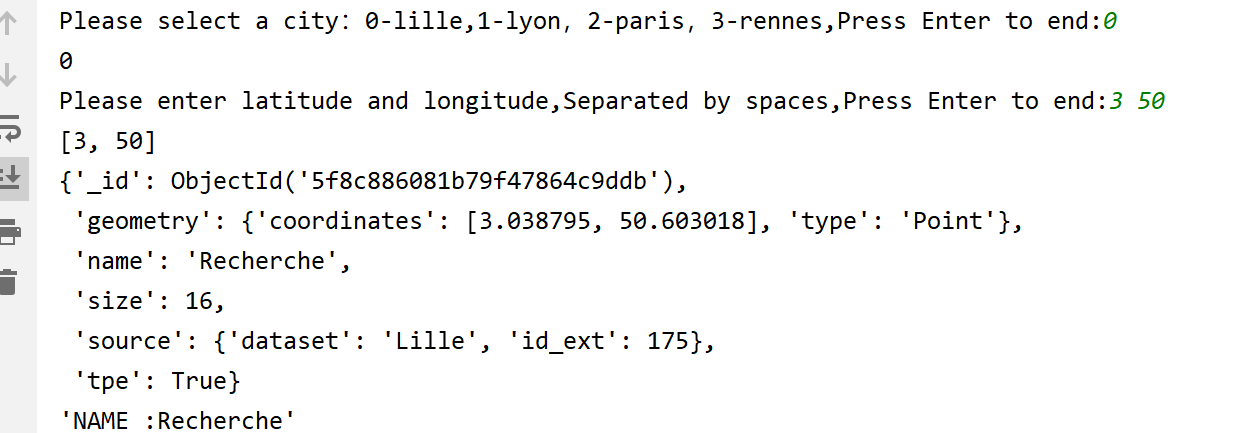 Please select a city: 0-lille,1-lyon, 2-paris, 3-rennes,Press Enter to end:0
0
Please enter latitude and longitude,Separated by spaces,Press Enter to end:3 50
[3, 50]
{'_id': ObjectId('5f8c886081b79f47864c9ddb'),
 'geometry': {'coordinates': [3.038795, 50.603018], 'type': 'Point'},
 'name': 'Recherche',
 'size': 16,
 'source': {'dataset': 'Lille', 'id_ext': 175},
 'tpe': True}
'NAME :Recherche'